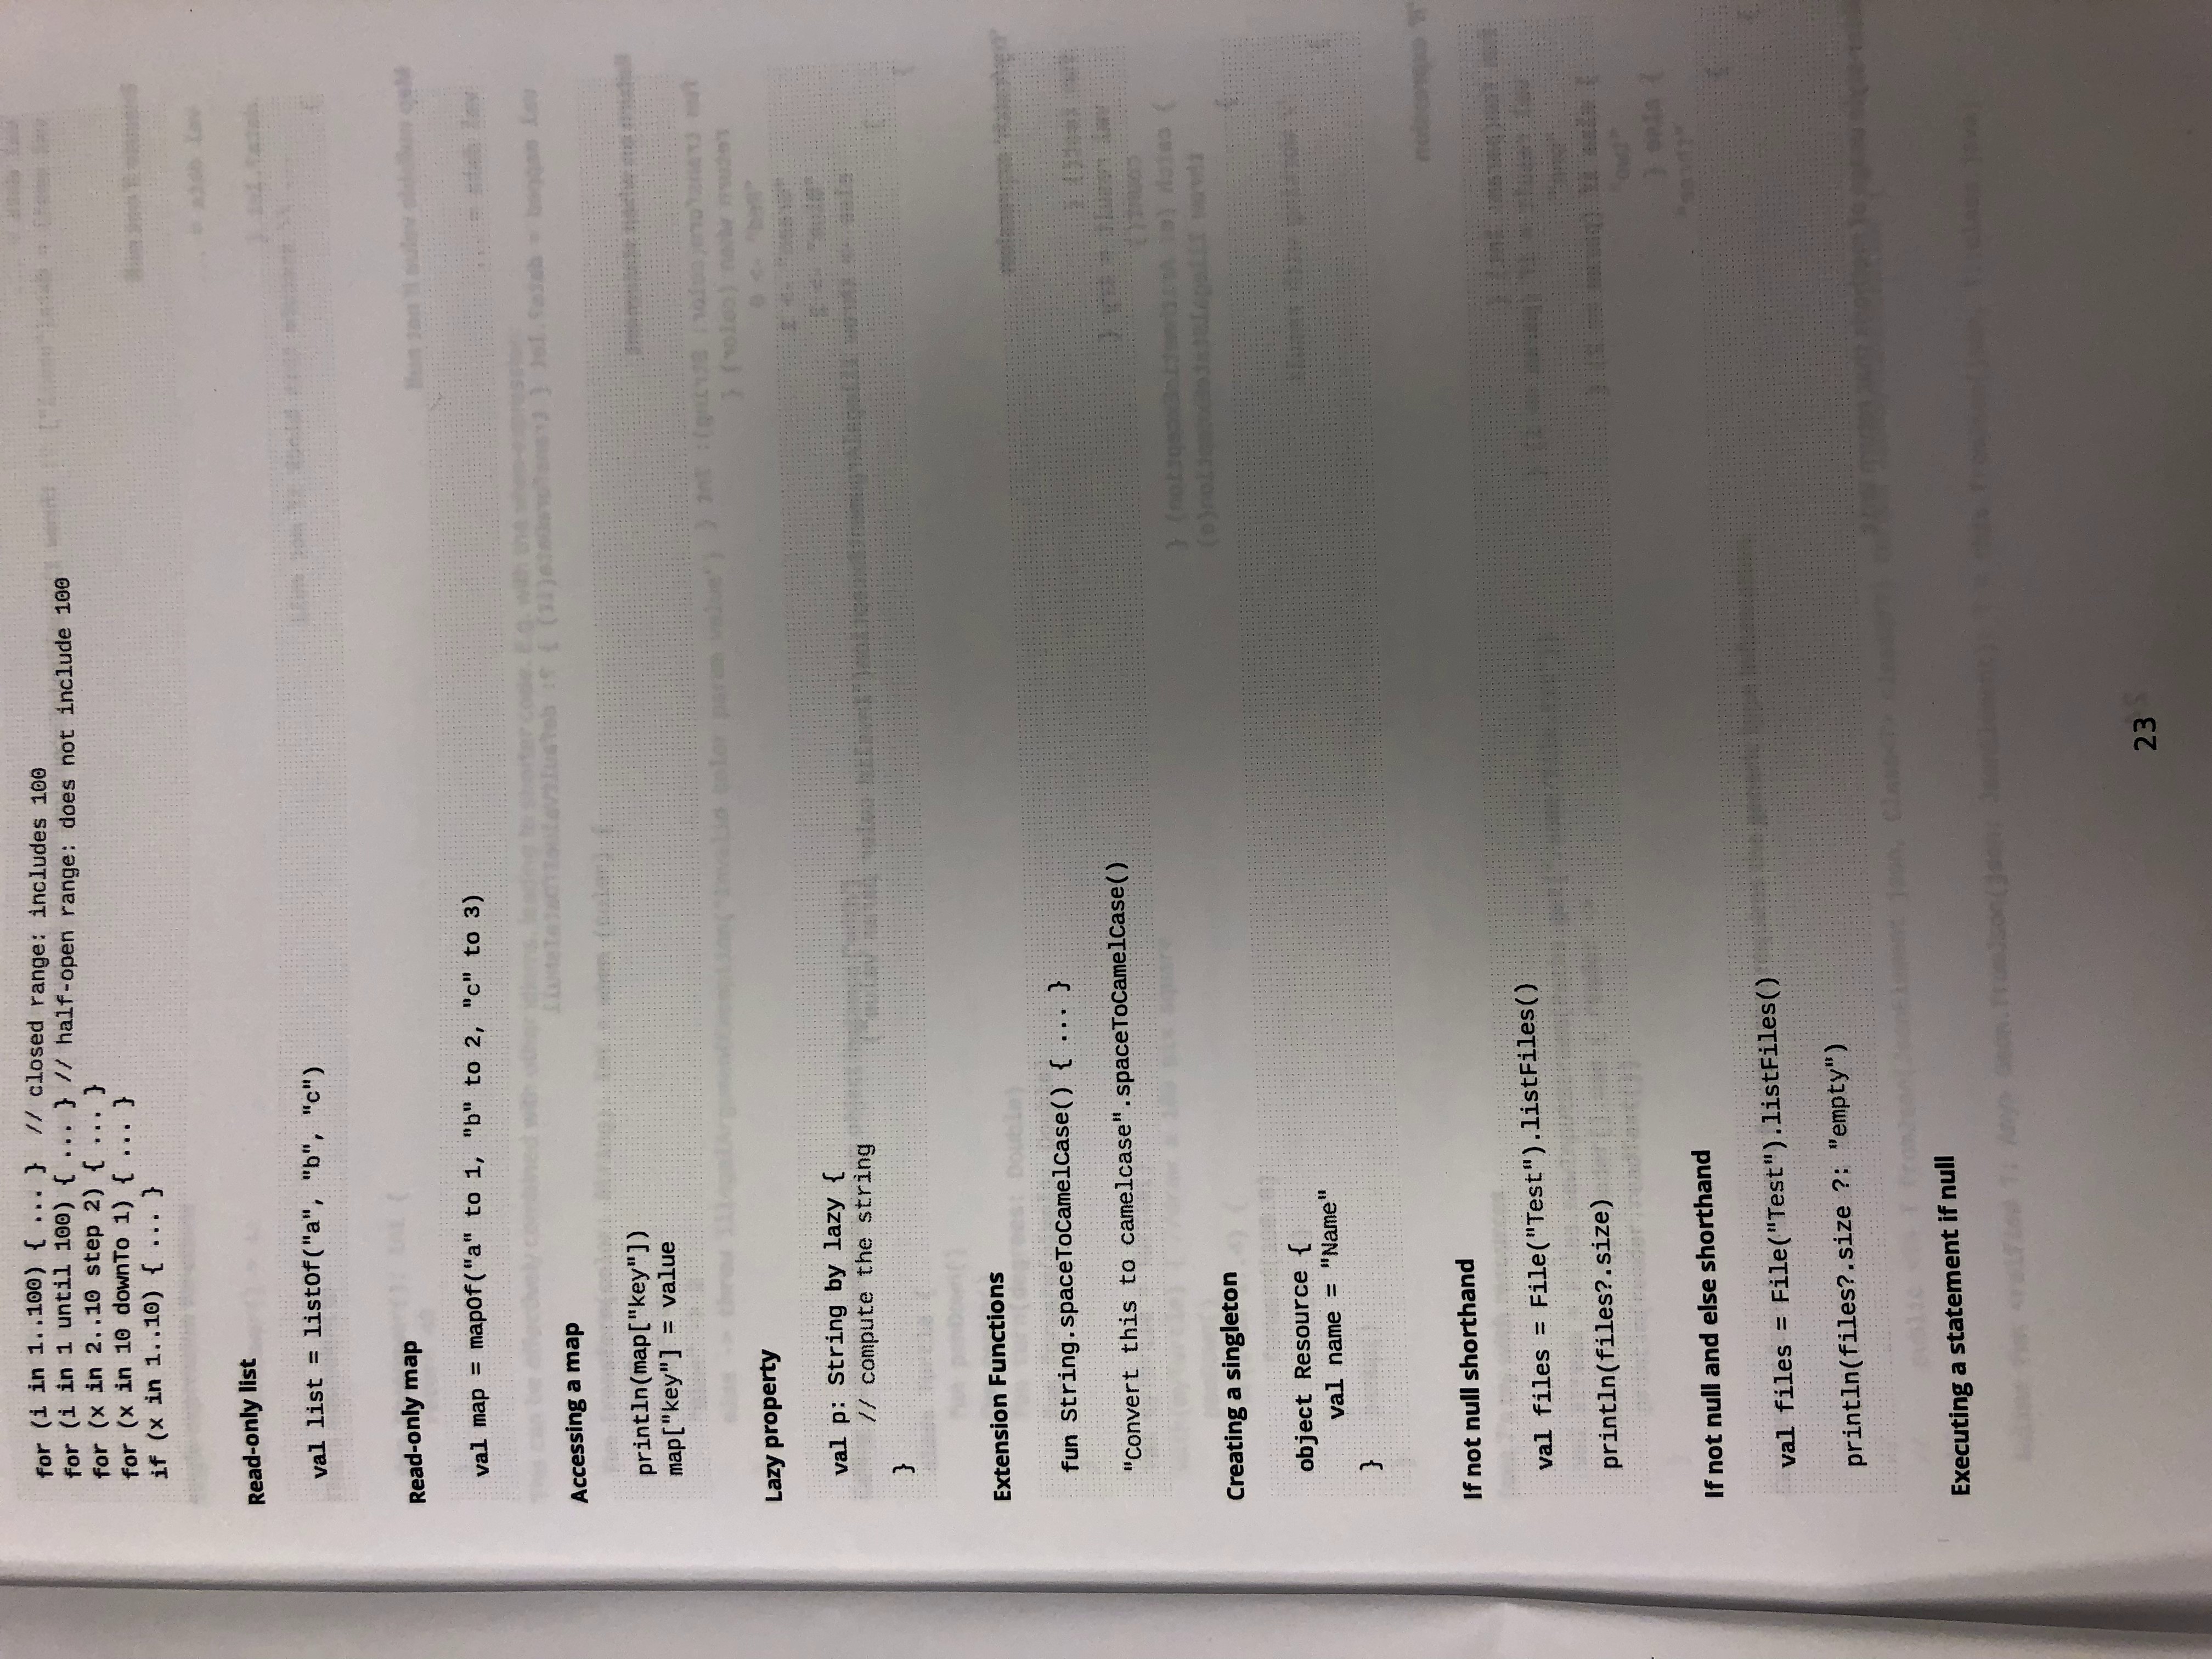 for (i in 1..100) { ... }  // closed range: includes 100
for (i in 1 until 100) { ... } // half-open range: does not include 100
for (x in 2..10 step 2) { ... }
for (x in 10 downTo 1) { ... }
if (x in 1..10) { ... }
Read-only list
val list = listOf("a", "b", "c")
Read-only map
val map = mapOf("a" to 1, "b" to 2, "c" to 3)
Accessing a map
println(map["key"])
map["key"] = value
Lazy property
val p: String by lazy {
    // compute the string
}
Extension Functions
fun String.spaceToCamelCase() { ... }
"Convert this to camelcase".spaceToCamelCase()
Creating a singleton
object Resource {
    val name = "Name"
}
If not null shorthand
val files = File("Test").listFiles()
println(files?.size)
If not null and else shorthand
val files = File("Test").listFiles()
println(files?.size ?: "empty")
Executing a statement if null
23